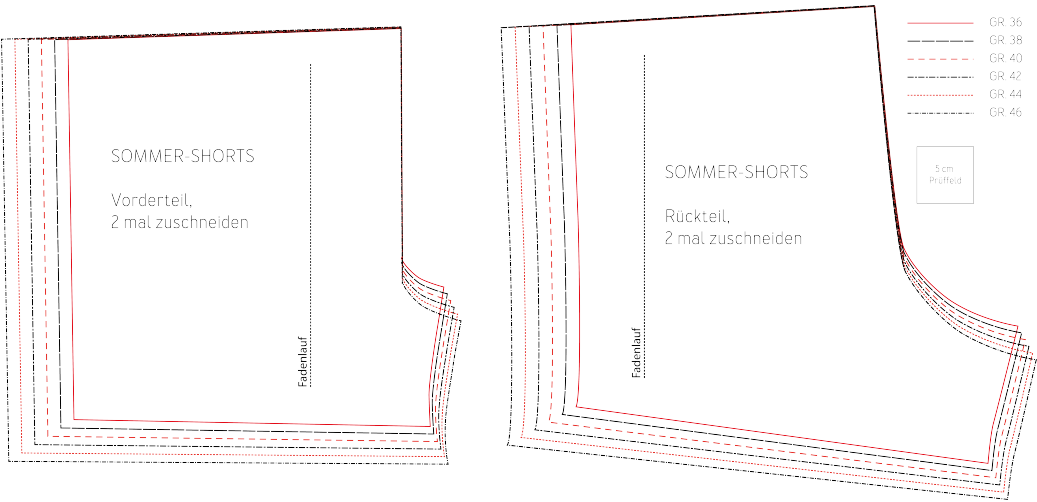 SOMMER-SHORTS
Vorderteil,
2 mal zuschneiden
Fadenlauf
SOMMER-SHORTS
Rückteil,
2 mal zuschneiden
Fadenlauf
GR. 36
GR. 38
GR. 40
GR. 42
GR. 44
GR. 46
5 cm
Prüffeld